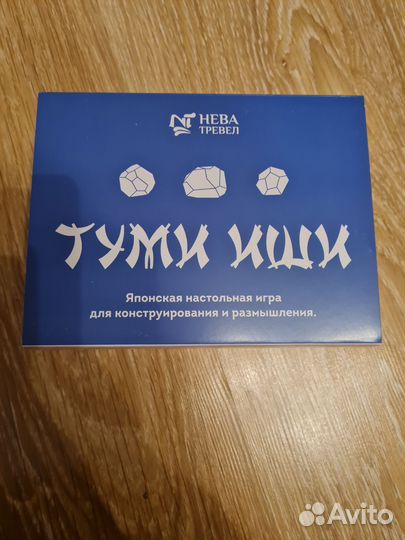 НЕВА
ТРЕВЕЛ
ТУМИ ИШИ
Японская настольная игра
для конструирования и размышления.
Avito